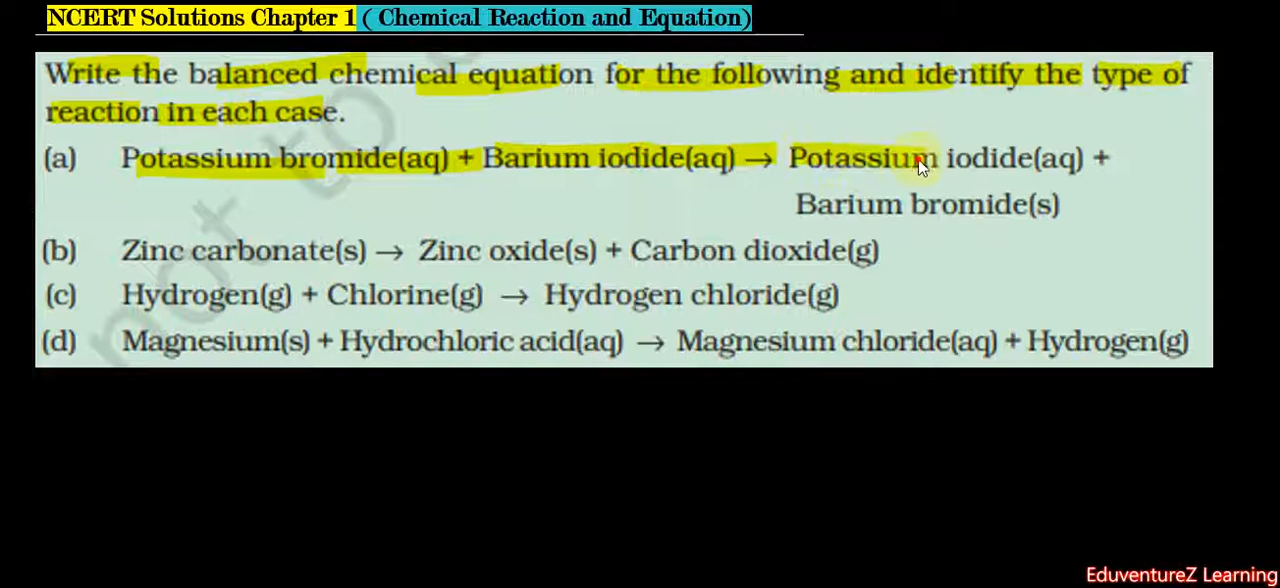 NCERT Solutions Chapter 1 ( Chemical Reaction and Equation)
Write the balanced chemical equation for the following and identify the type of
reaction in each case.
(a) Potassium bromide(aq) + Barium iodide(aq) → Potassium iodide(aq) +
Barium bromide(s)
(b) Zinc carbonate(s) → Zinc oxide(s) + Carbon dioxide(g)
(c) Hydrogen(g) + Chlorine(g) → Hydrogen chloride(g)
(d) Magnesium(s) + Hydrochloric acid(aq) → Magnesium chloride(aq) + Hydrogen(g)
not to
EduventureZ Learning